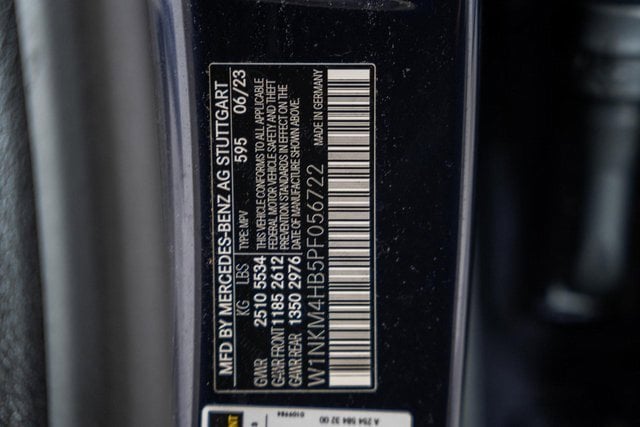 MFD BY MERCEDES-BENZ AG STUTTGART
KG LBS TYPE: MPV 595 06/23
GVWR 2510 5534 THIS VEHICLE CONFORMS TO ALL APPLICABLE
GAWR FRONT 1185 2612 FEDERAL MOTOR VEHICLE SAFETY AND THEFT
PREVENTION STANDARDS IN EFFECT ON THE
GAWR REAR 1350 2976 DATE OF MANUFACTURE SHOWN ABOVE.
W1NKM4HB5PF056722 MADE IN GERMANY
A 254 584 32 00